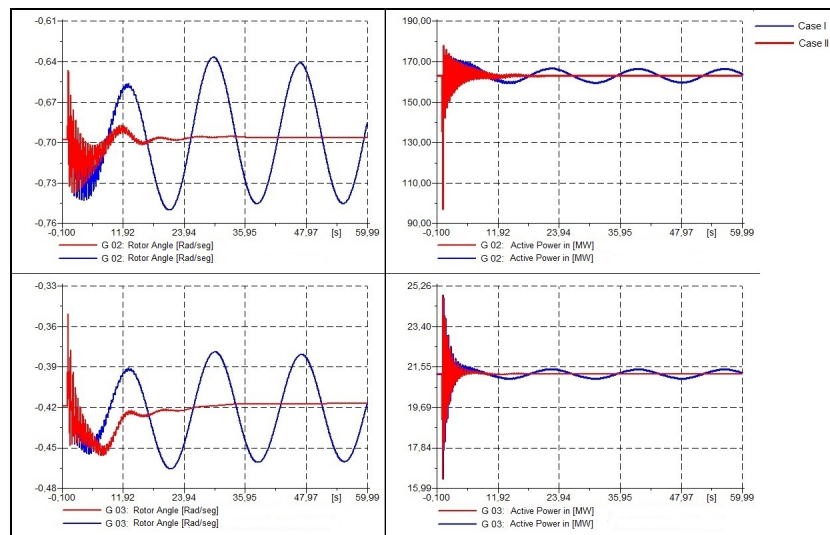 -0,61
-0,64
-0,67
-0,70
-0,73
-0,76
-0,100 11,92 23,94 35,95 47,97 [s] 59,99
G 02: Rotor Angle [Rad/seg]
G 02: Rotor Angle [Rad/seg]
190,00
170,00
150,00
130,00
110,00
90,00
-0,100 11,92 23,94 35,95 47,97 [s] 59,99
G 02: Active Power in [MW]
G 02: Active Power in [MW]
Case I
Case II
-0,33
-0,36
-0,39
-0,42
-0,45
-0,48
-0,100 11,92 23,94 35,95 47,97 [s] 59,99
G 03: Rotor Angle [Rad/seg]
G 03: Rotor Angle [Rad/seg]
25,26
23,40
21,55
19,69
17,84
15,99
-0,100 11,92 23,94 35,95 47,97 [s] 59,99
G 03: Active Power in [MW]
G 03: Active Power in [MW]